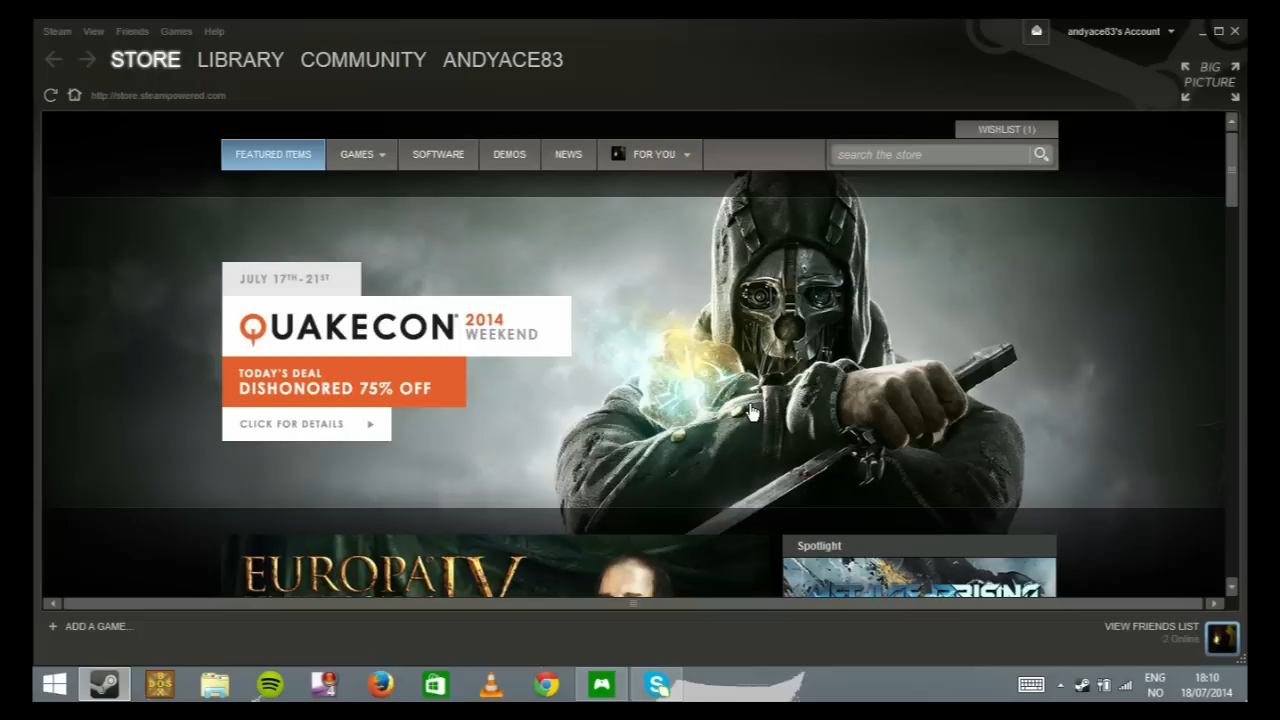 Steam View Friends Games Help
andyace83's Account
STORE LIBRARY COMMUNITY ANDYACE83
BIG PICTURE
http://store.steampowered.com
WISHLIST (1)
FEATURED ITEMS GAMES SOFTWARE DEMOS NEWS FOR YOU search the store
JULY 17TH-21ST
QUAKECON 2014 WEEKEND
TODAY'S DEAL
DISHONORED 75% OFF
CLICK FOR DETAILS
Spotlight
EUROPA IV
RISING
+ ADD A GAME...
VIEW FRIENDS LIST
2 Online
DOS
ENG
NO
18:10
18/07/2014